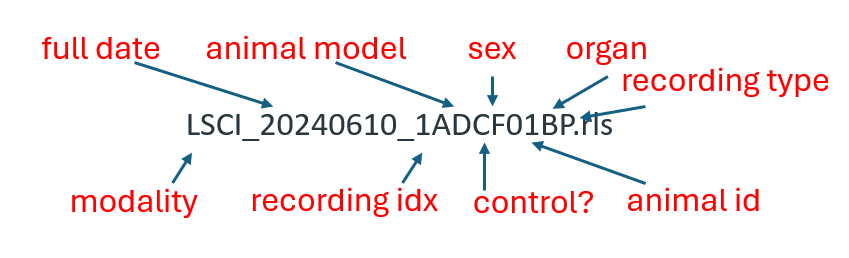 full date animal model sex organ
recording type
LSCI_20240610_1ADCF01BP.rls
modality recording idx control? animal id